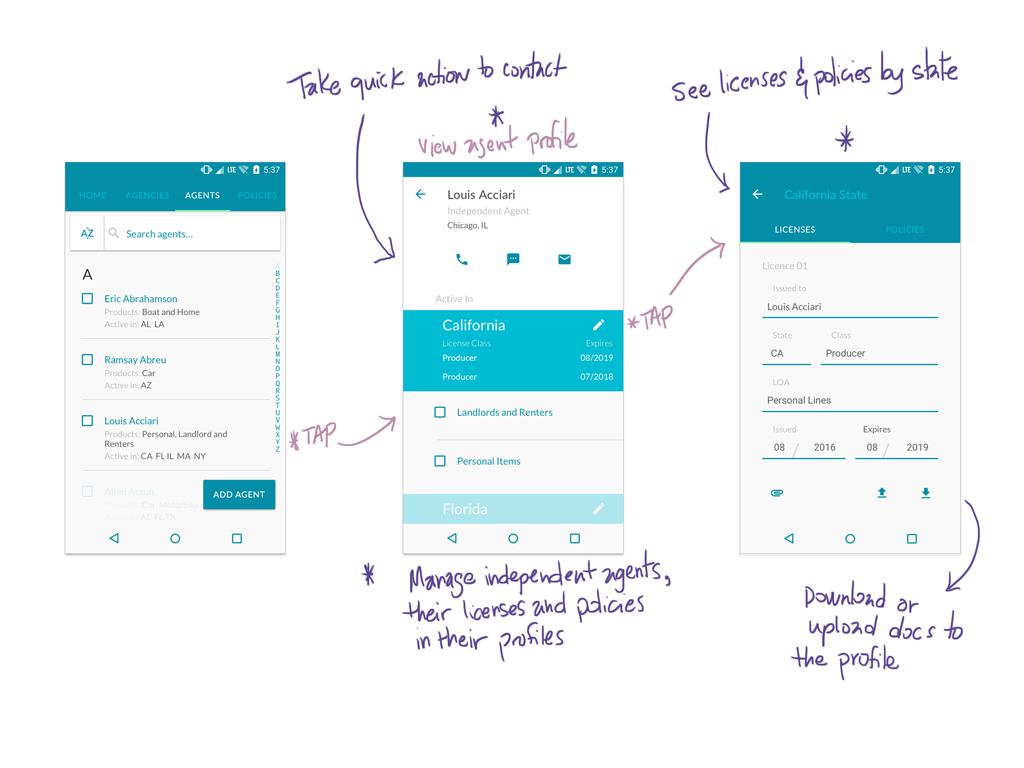 Take quick action to contact
*
View agent profile
See licenses & policies by state
*
LTE 5:37
HOME AGENCIES AGENTS POLICIES
AZ Search agents...
A
Eric Abrahamson
Products: Boat and Home
Active in: AL LA
Ramsay Abreu
Products: Car
Active in: AZ
Louis Acciari
Products: Personal, Landlord and
Renters
Active in: CA FL IL MA NY
Allen Acton
AL FL TX
ADD AGENT
A
B
C
D
E
F
G
H
I
J
K
L
M
N
O
P
Q
R
S
T
U
V
W
X
Y
Z
* TAP
LTE 5:37
Louis Acciari
Independent Agent
Chicago, IL
Active In
California
License Class Expires
Producer 08/2019
Producer 07/2018
Landlords and Renters
Personal Items
Florida
* TAP
* Manage independent agents,
their licenses and policies
in their profiles
LTE 5:37
California State
LICENSES POLICIES
Licence 01
Issued to
Louis Acciari
State Class
CA Producer
LOA
Personal Lines
Issued Expires
08 / 2016 08 / 2019
Download or
upload docs to
the profile